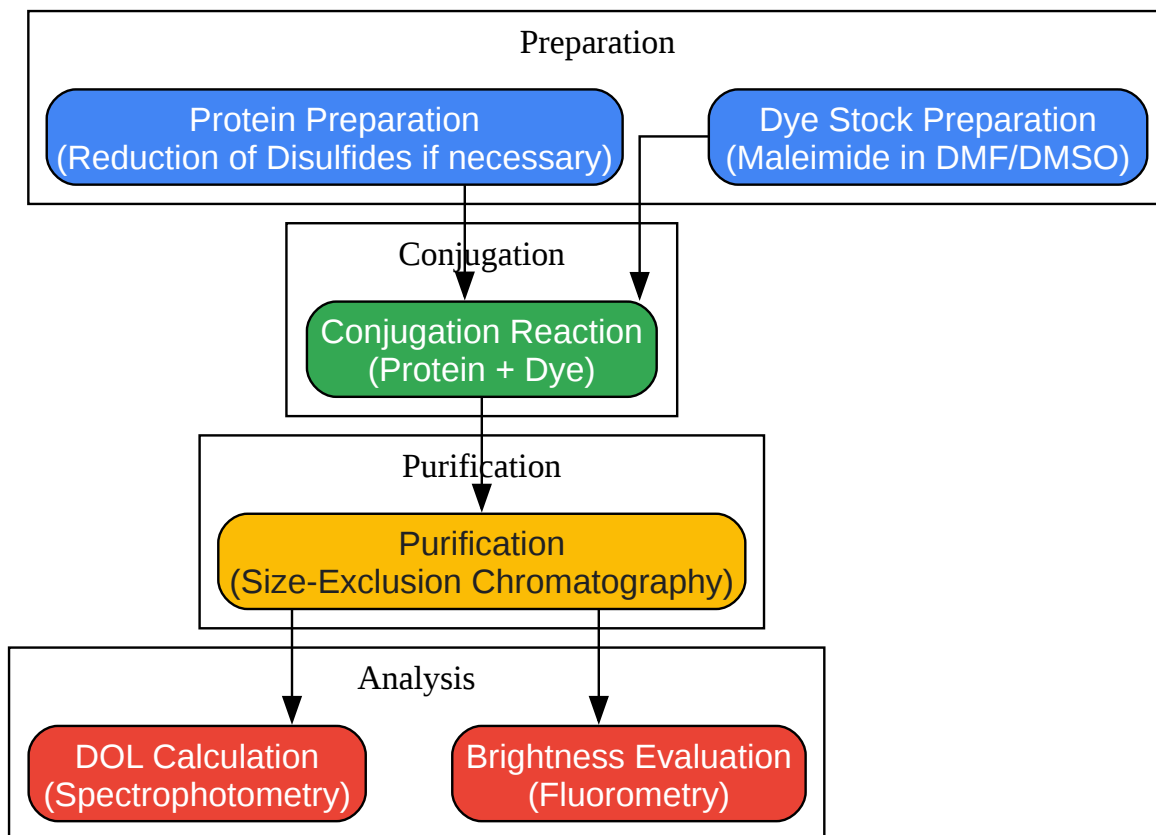 Preparation
Protein Preparation
(Reduction of Disulfides if necessary)
Dye Stock Preparation
(Maleimide in DMF/DMSO)
Conjugation
Conjugation Reaction
(Protein + Dye)
Purification
Purification
(Size-Exclusion Chromatography)
Analysis
DOL Calculation
(Spectrophotometry)
Brightness Evaluation
(Fluorometry)